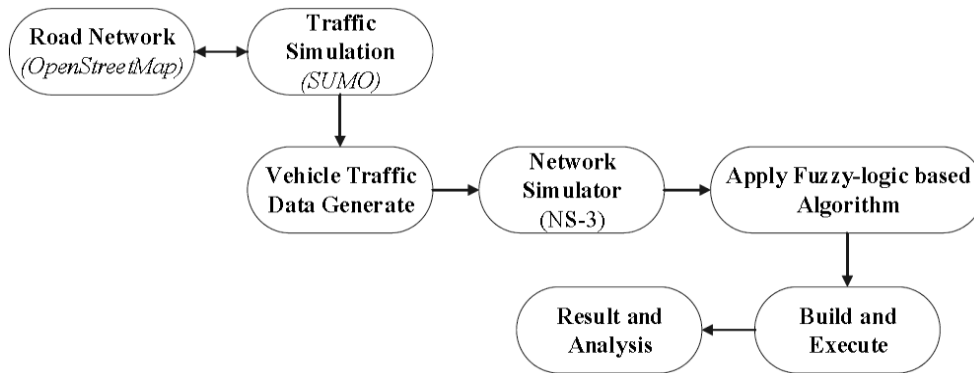 Road Network
(OpenStreetMap)
Traffic
Simulation
(SUMO)
Vehicle Traffic
Data Generate
Network
Simulator
(NS-3)
Apply Fuzzy-logic based
Algorithm
Build and
Execute
Result and
Analysis